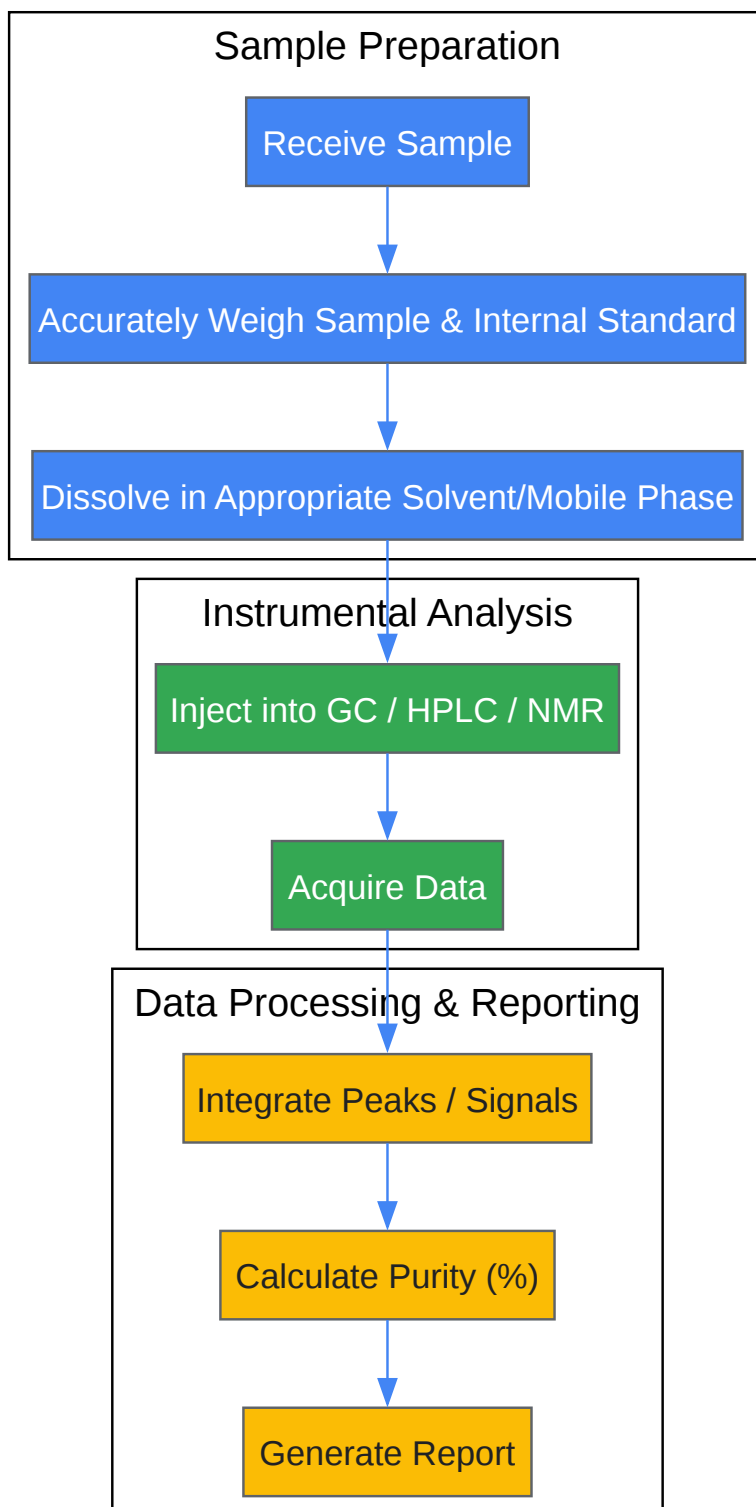 Sample Preparation
Receive Sample
Accurately Weigh Sample & Internal Standard
Dissolve in Appropriate Solvent/Mobile Phase
Instrumental Analysis
Inject into GC / HPLC / NMR
Acquire Data
Data Processing & Reporting
Integrate Peaks / Signals
Calculate Purity (%)
Generate Report